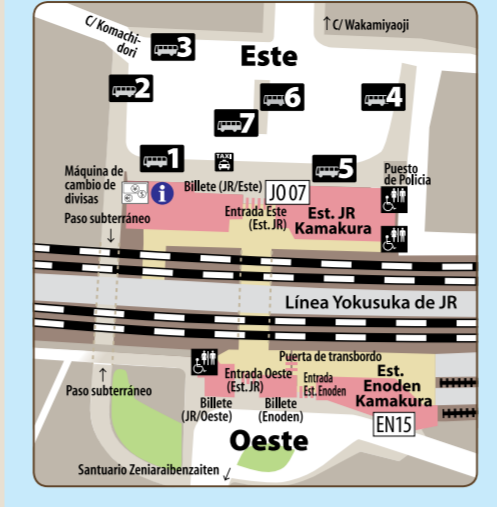 C/ Komachi-
dori
↑C/ Wakamiyaoji
3
Este
2
6
4
7
1
TAXI
5
Máquina de
cambio de
divisas
i
Billete (JR/Este)
JO 07
Puesto
de Policia
Paso subterráneo
↓
Entrada Este
(Est. JR)
Est. JR
Kamakura
Línea Yokusuka de JR
Puerta de transbordo
↑
Paso subterráneo
Entrada Oeste
(Est. JR)
Entrada
Est. Enoden
Est.
Enoden
Kamakura
Billete
(JR/Oeste)
Billete
(Enoden)
EN15
Oeste
Santuario Zeniaraibenzaiten ↓